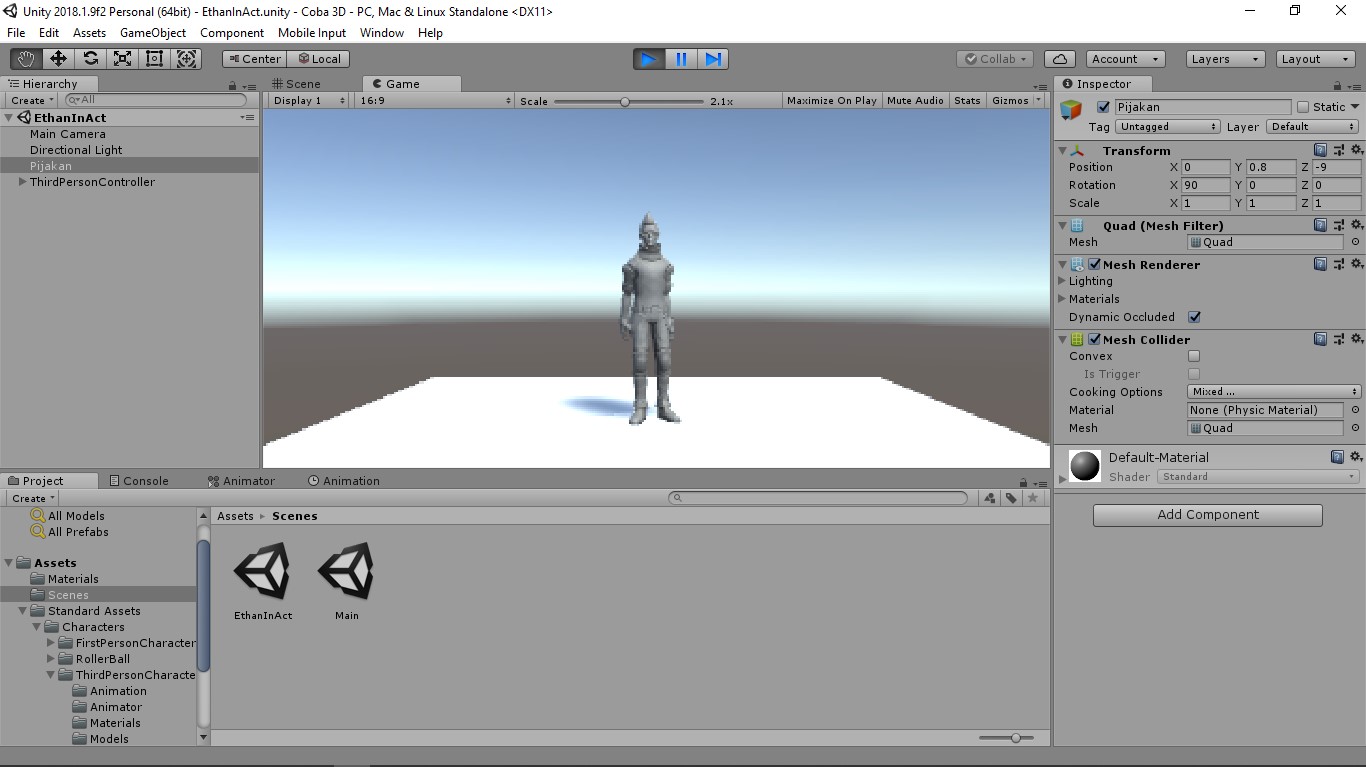 Unity 2018.1.9f2 Personal (64bit) - EthanInAct.unity - Coba 3D - PC, Mac & Linux Standalone <DX11>
File Edit Assets GameObject Component Mobile Input Window Help
Center Local Collab Account Layers Layout
Hierarchy
Create All
EthanInAct
Main Camera
Directional Light
Pijakan
ThirdPersonController
Scene Game
Display 1 16:9 Scale 2.1x Maximize On Play Mute Audio Stats Gizmos
Inspector
Pijakan Static
Tag Untagged Layer Default
Transform
Position X 0 Y 0.8 Z -9
Rotation X 90 Y 0 Z 0
Scale X 1 Y 1 Z 1
Quad (Mesh Filter)
Mesh Quad
Mesh Renderer
Lighting
Materials
Dynamic Occluded
Mesh Collider
Convex
Is Trigger
Cooking Options Mixed ...
Material None (Physic Material)
Mesh Quad
Default-Material
Shader Standard
Add Component
Project Console Animator Animation
Create
All Models
All Prefabs
Assets
Materials
Scenes
Standard Assets
Characters
FirstPersonCharacter
RollerBall
ThirdPersonCharacte
Animation
Animator
Materials
Models
Assets Scenes
EthanInAct Main